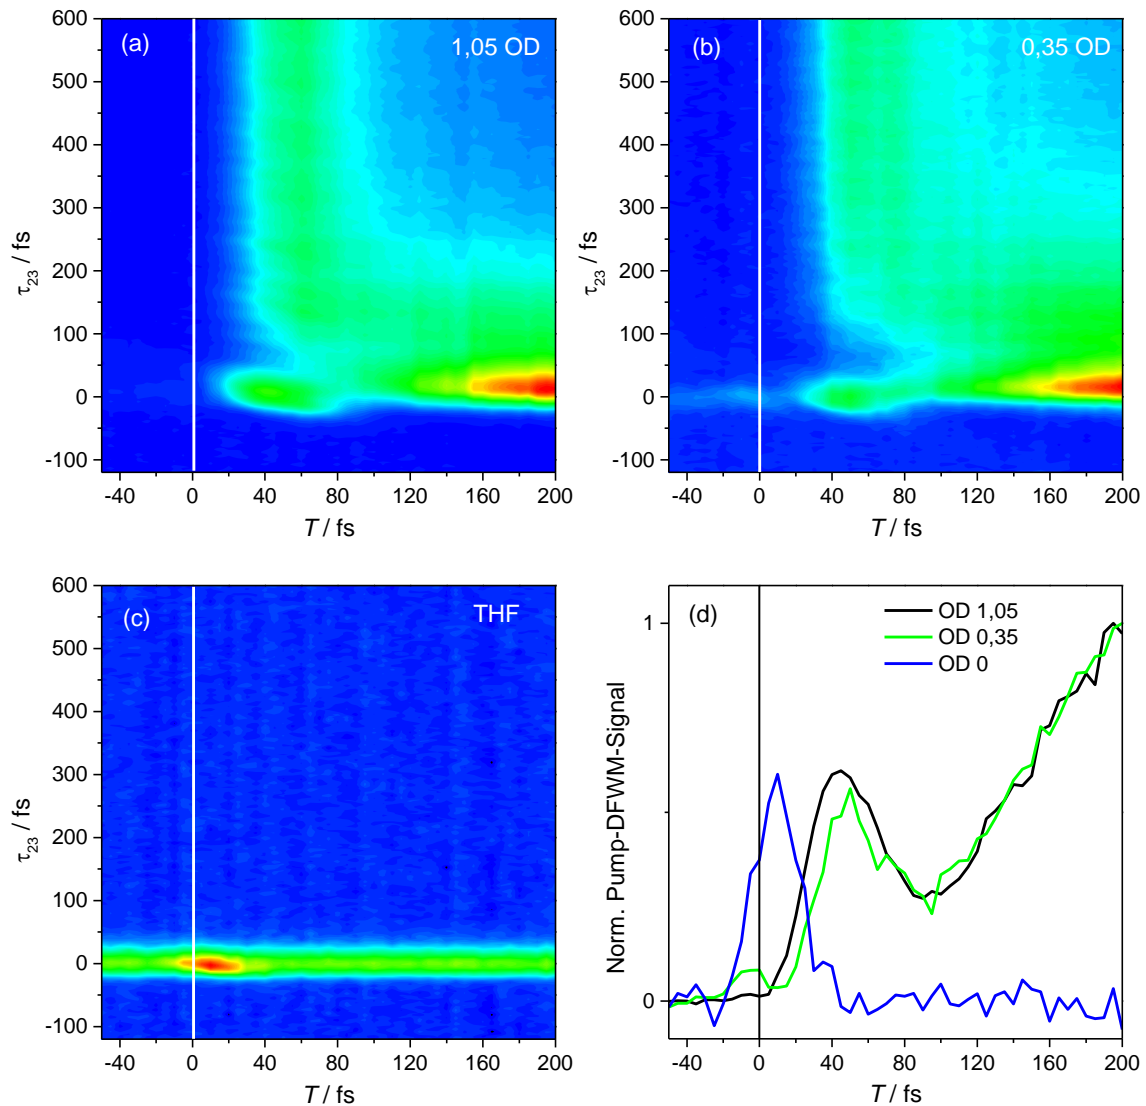 (a)
1,05 OD
600
500
400
300
200
100
0
-100
τ23 / fs
-40 0 40 80 120 160 200
T / fs
(b)
0,35 OD
600
500
400
300
200
100
0
-100
τ23 / fs
-40 0 40 80 120 160 200
T / fs
(c)
THF
600
500
400
300
200
100
0
-100
τ23 / fs
-40 0 40 80 120 160 200
T / fs
(d)
OD 1,05
OD 0,35
OD 0
1
0
Norm. Pump-DFWM-Signal
-40 0 40 80 120 160 200
T / fs